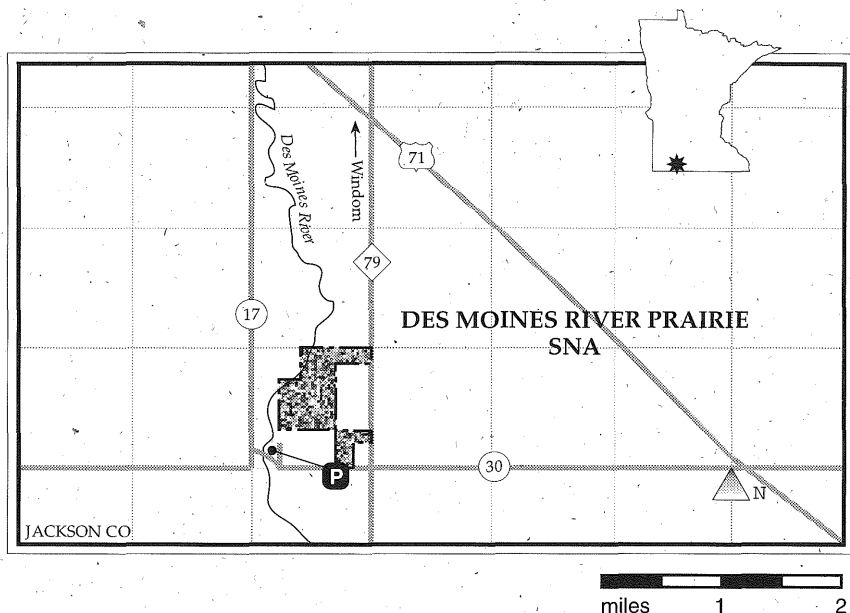 Des Moines River
Windom
71
79
17
DES MOINES RIVER PRAIRIE
SNA
30
P
N
JACKSON CO
miles 1 2